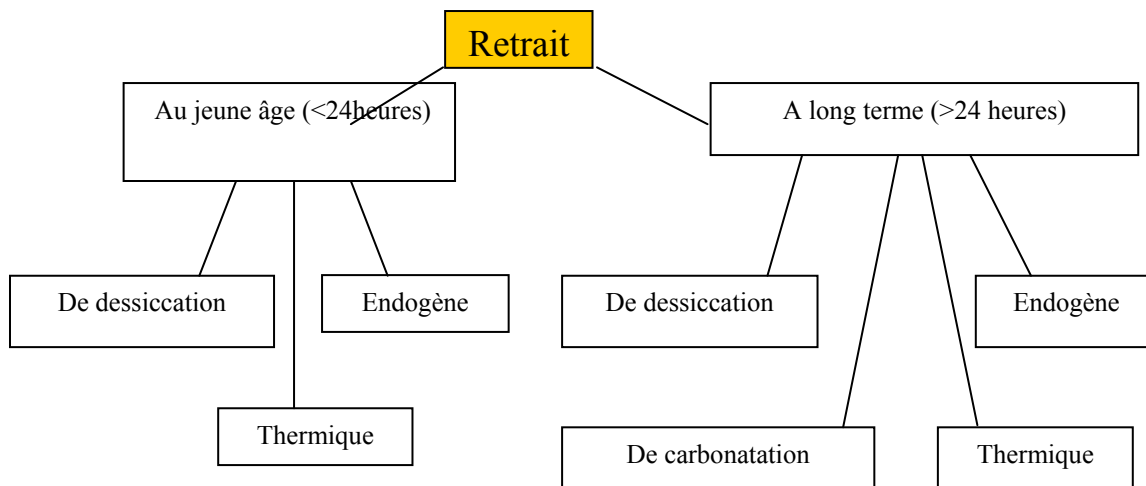 Retrait
Au jeune âge (<24heures)
A long terme (>24 heures)
De dessiccation
Endogène
De dessiccation
Endogène
Thermique
De carbonatation
Thermique